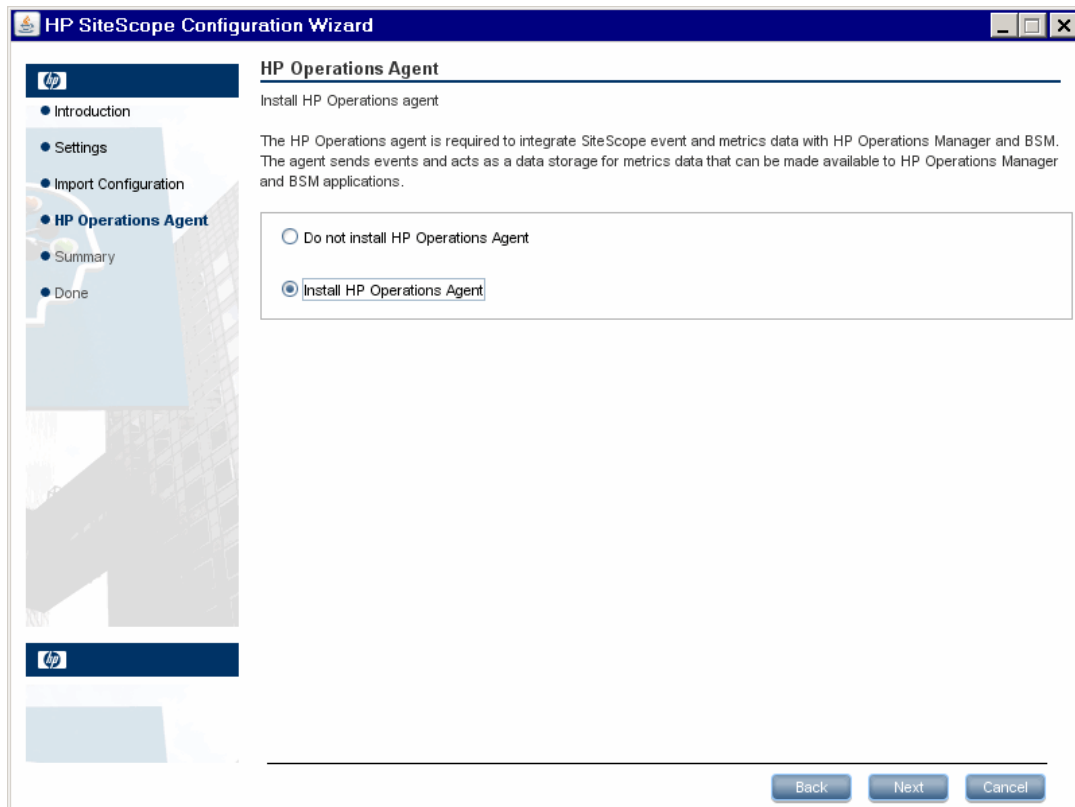 HP SiteScope Configuration Wizard
hp
Introduction
Settings
Import Configuration
HP Operations Agent
Summary
Done
hp
HP Operations Agent
Install HP Operations agent
The HP Operations agent is required to integrate SiteScope event and metrics data with HP Operations Manager and BSM.
The agent sends events and acts as a data storage for metrics data that can be made available to HP Operations Manager
and BSM applications.
Do not install HP Operations Agent
Install HP Operations Agent
Back Next Cancel